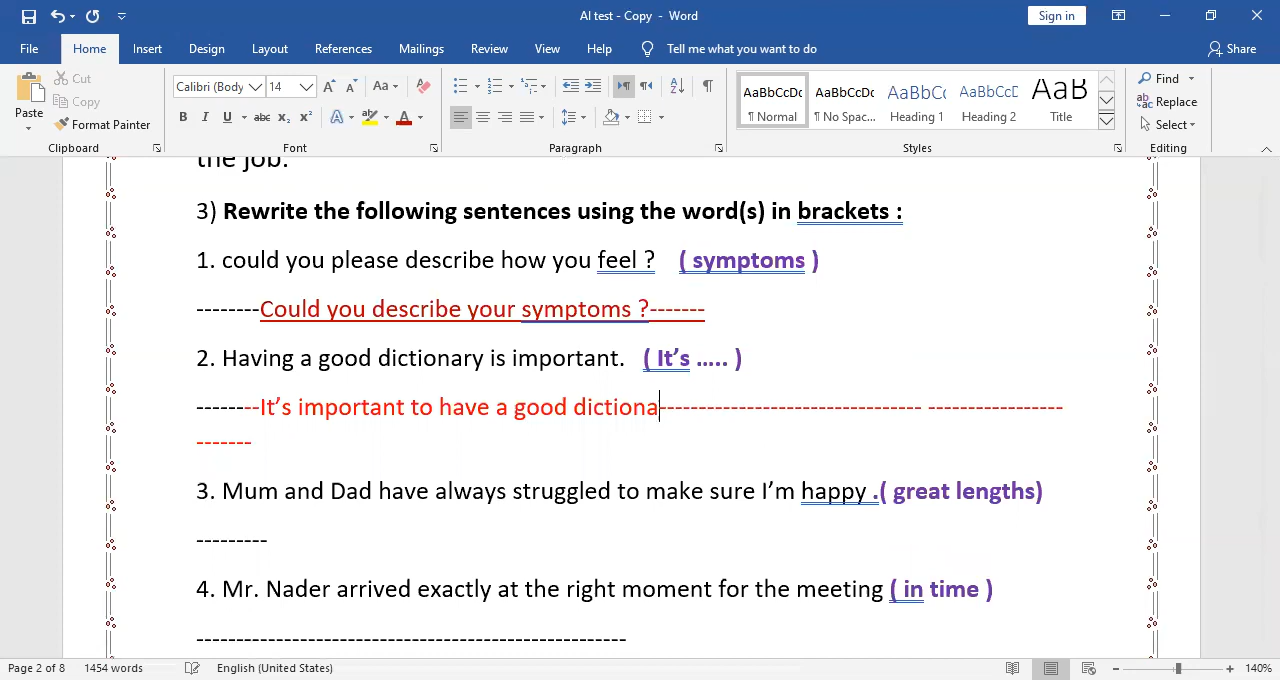 AI test - Copy - Word
Sign in
File Home Insert Design Layout References Mailings Review View Help Tell me what you want to do Share
Paste Cut Copy Format Painter
Clipboard
Calibri (Body 14 Aa
B I U abc x₂ x² A A
Font
Paragraph
AaBbCcDc AaBbCcDc AaBbCc AaBbCcD AaB
¶ Normal ¶ No Spac... Heading 1 Heading 2 Title
Styles
Find
Replace
Select
Editing
the job.
3) Rewrite the following sentences using the word(s) in brackets :
1. could you please describe how you feel ? ( symptoms )
--------Could you describe your symptoms ?-------
2. Having a good dictionary is important. ( It’s ….. )
--------It’s important to have a good dictiona--------------------------------- -----------------
-------
3. Mum and Dad have always struggled to make sure I’m happy .( great lengths)
---------
4. Mr. Nader arrived exactly at the right moment for the meeting ( in time )
------------------------------------------------------
Page 2 of 8 1454 words English (United States) 140%